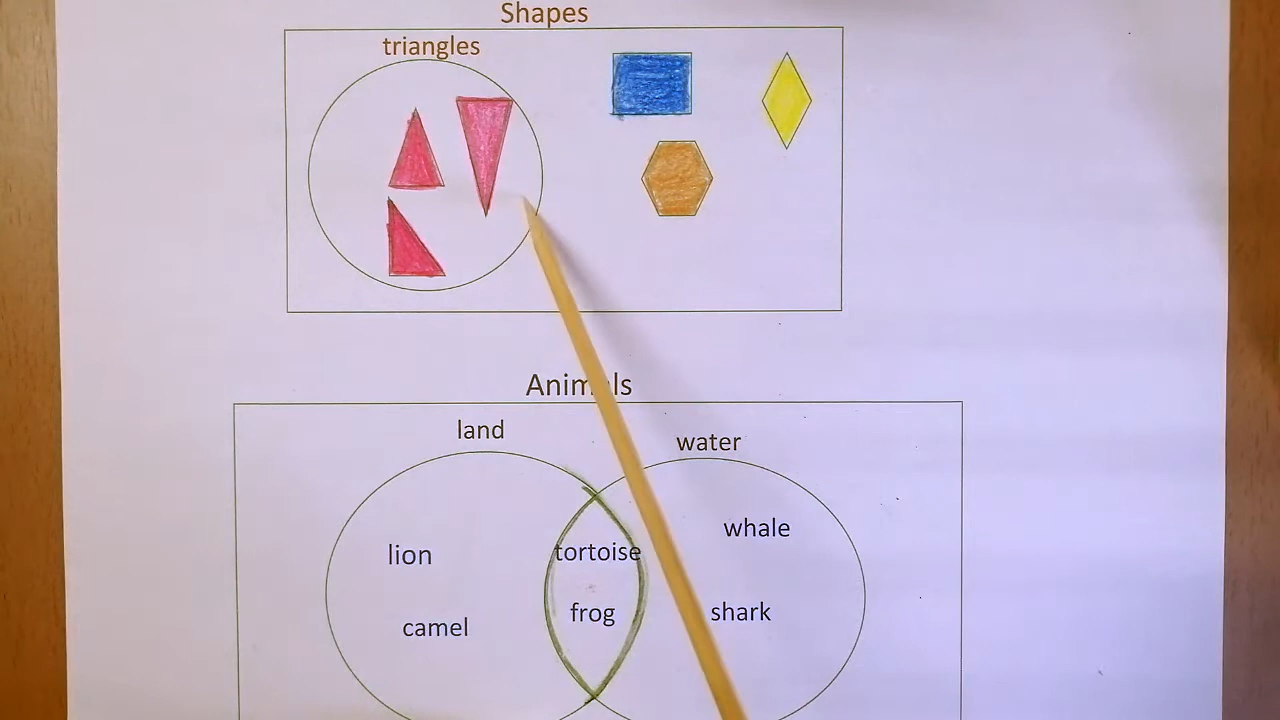 Shapes
triangles
Animals
land
water
whale
lion
tortoise
frog
shark
camel